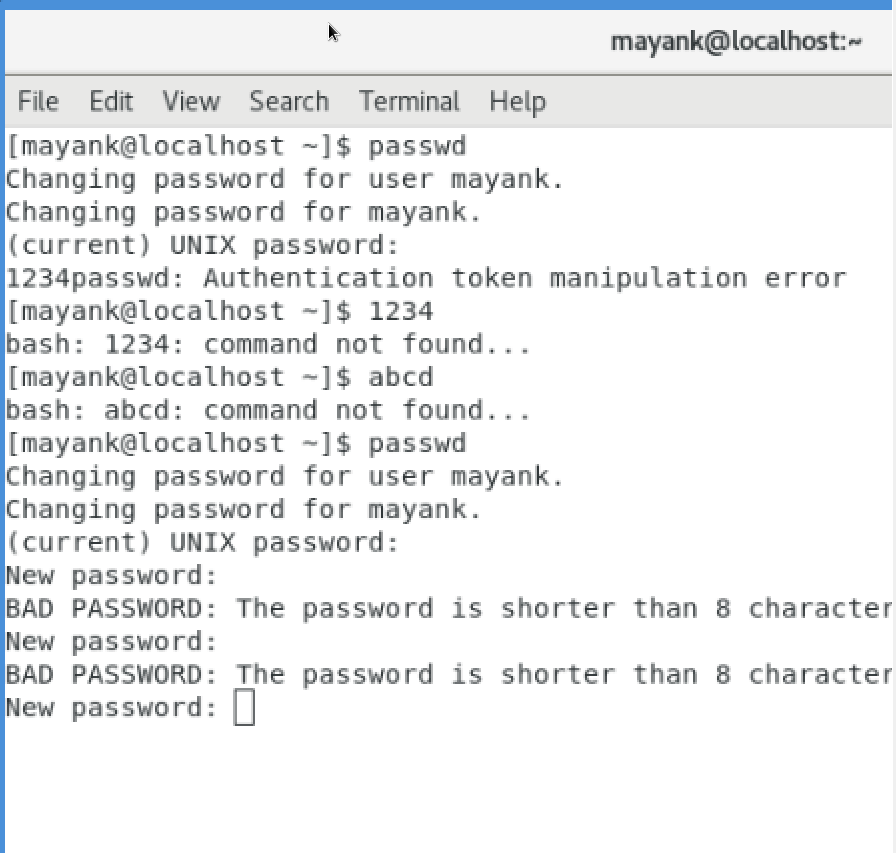 mayank@localhost:~
File Edit View Search Terminal Help
[mayank@localhost ~]$ passwd
Changing password for user mayank.
Changing password for mayank.
(current) UNIX password:
1234passwd: Authentication token manipulation error
[mayank@localhost ~]$ 1234
bash: 1234: command not found...
[mayank@localhost ~]$ abcd
bash: abcd: command not found...
[mayank@localhost ~]$ passwd
Changing password for user mayank.
Changing password for mayank.
(current) UNIX password:
New password:
BAD PASSWORD: The password is shorter than 8 character
New password:
BAD PASSWORD: The password is shorter than 8 character
New password: